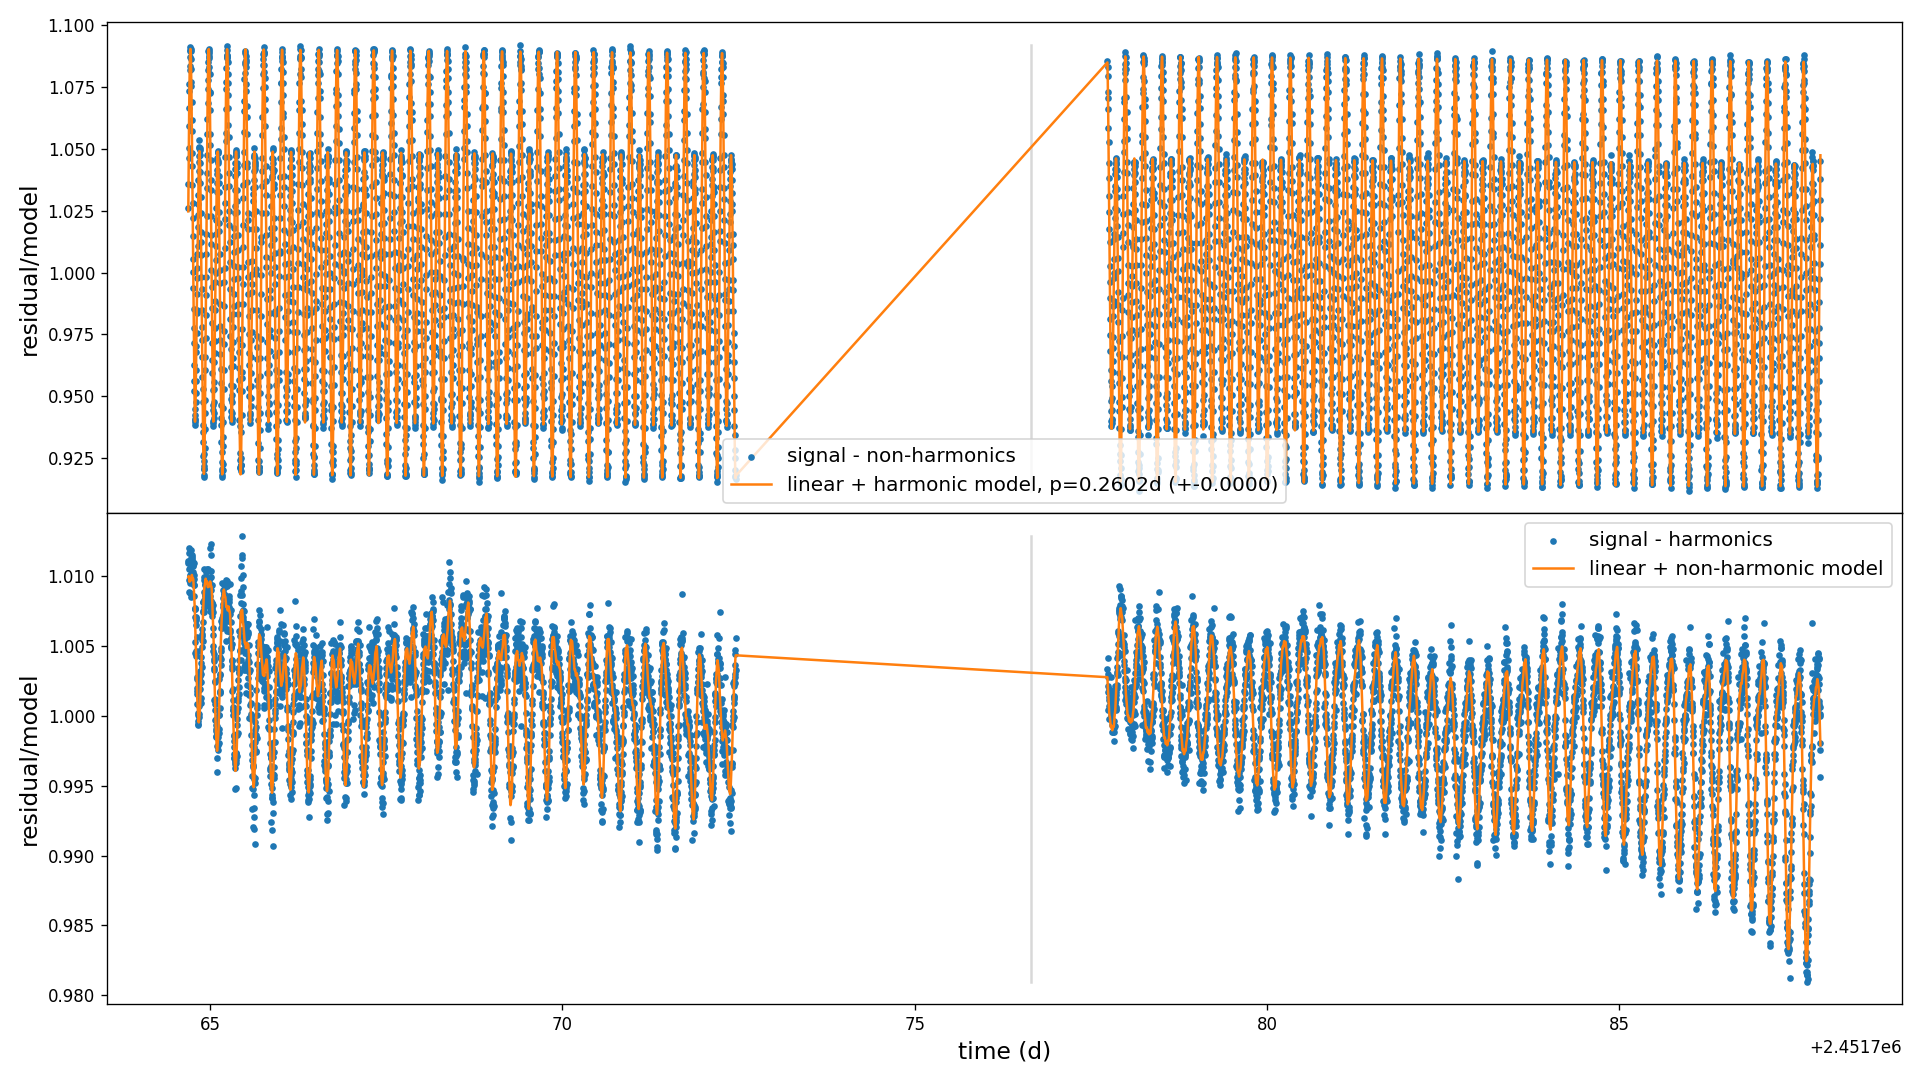 1.100
1.075
1.050
1.025
1.000
0.975
0.950
0.925
residual/model
signal - non-harmonics
linear + harmonic model, p=0.2602d (+-0.0000)
signal - harmonics
linear + non-harmonic model
1.010
1.005
1.000
0.995
0.990
0.985
0.980
residual/model
65 70 75 80 85
time (d)
+2.4517e6